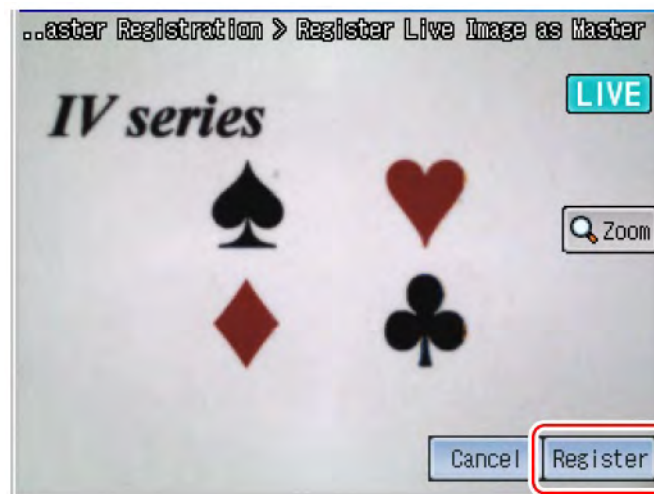 ..aster Registration > Register Live Image as Master
LIVE
IV series
Zoom
Cancel Register